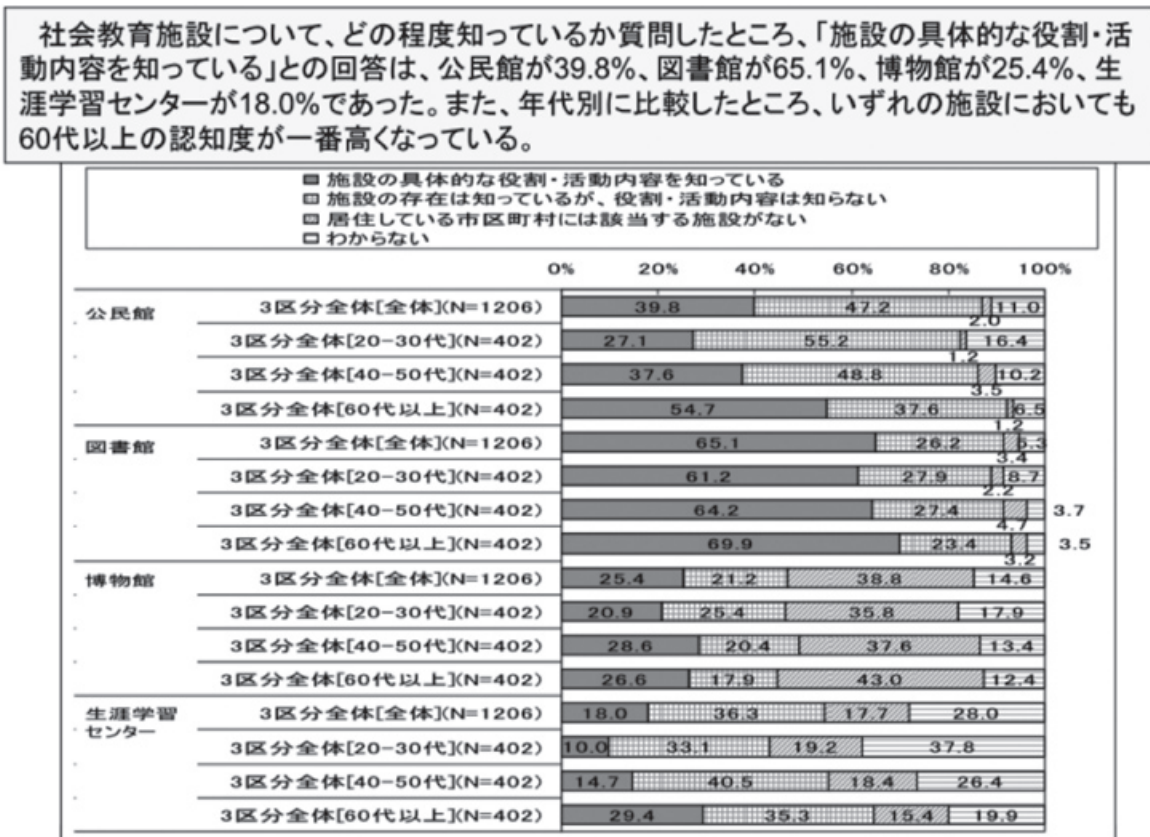 社会教育施設について、どの程度知っているか質問したところ、「施設の具体的な役割・活
動内容を知っている」との回答は、公民館が39.8%、図書館が65.1%、博物館が25.4%、生
涯学習センターが18.0%であった。また、年代別に比較したところ、いずれの施設においても
60代以上の認知度が一番高くなっている。
施設の具体的な役割・活動内容を知っている
施設の存在は知っているが、役割・活動内容は知らない
居住している市区町村には該当する施設がない
わからない
0% 20% 40% 60% 80% 100%
公民館 3区分全体[全体](N=1206) 39.8 47.2 11.0
2.0
3区分全体[20-30代](N=402) 27.1 55.2 16.4
1.2
3区分全体[40-50代](N=402) 37.6 48.8 10.2
3.5
3区分全体[60代以上](N=402) 54.7 37.6 6.5
1.2
図書館 3区分全体[全体](N=1206) 65.1 26.2 5.3
3.4
3区分全体[20-30代](N=402) 61.2 27.9 8.7
2.2
3区分全体[40-50代](N=402) 64.2 27.4 3.7
4.7
3区分全体[60代以上](N=402) 69.9 23.4 3.5
3.2
博物館 3区分全体[全体](N=1206) 25.4 21.2 38.8 14.6
3区分全体[20-30代](N=402) 20.9 25.4 35.8 17.9
3区分全体[40-50代](N=402) 28.6 20.4 37.6 13.4
3区分全体[60代以上](N=402) 26.6 17.9 43.0 12.4
生涯学習 3区分全体[全体](N=1206) 18.0 36.3 17.7 28.0
センター
3区分全体[20-30代](N=402) 10.0 33.1 19.2 37.8
3区分全体[40-50代](N=402) 14.7 40.5 18.4 26.4
3区分全体[60代以上](N=402) 29.4 35.3 15.4 19.9